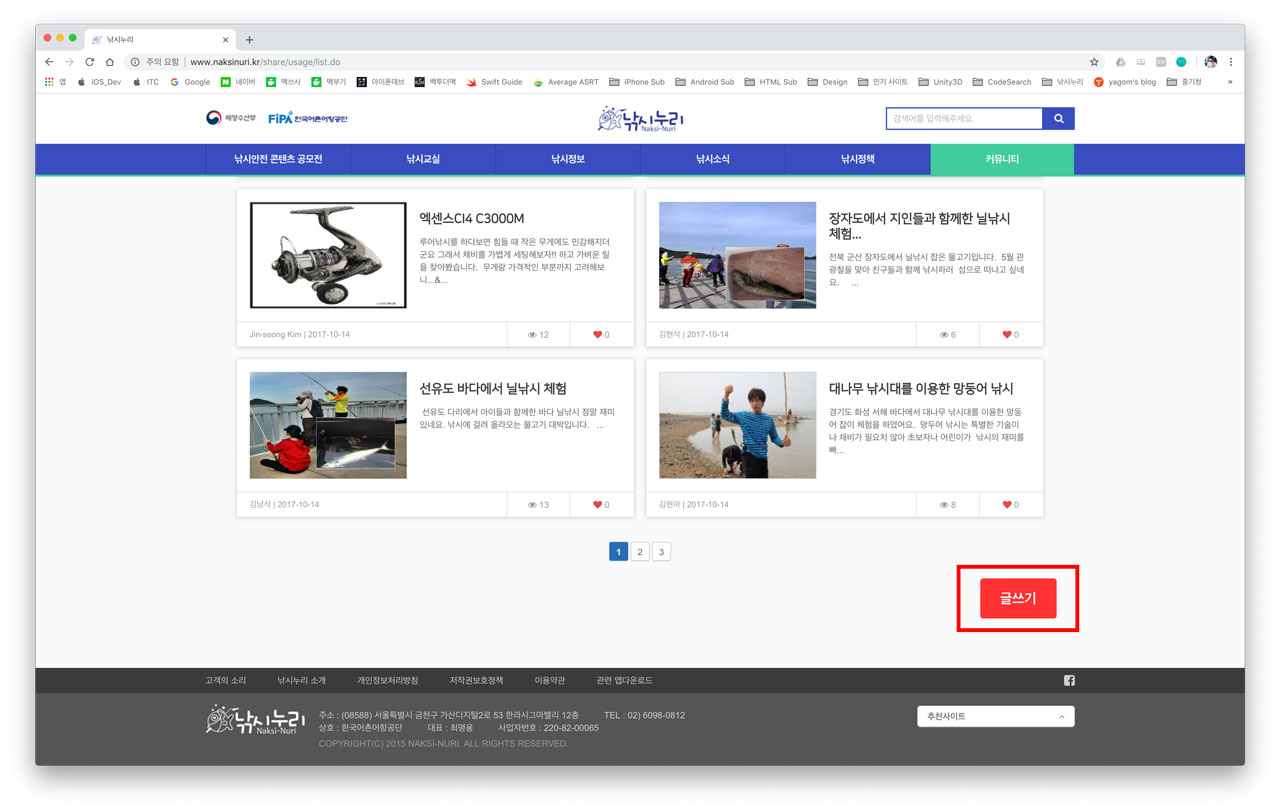 낚시누리
주의 요함 | www.naksinuri.kr/share/usage/list.do
앱 iOS_Dev ITC Google 네이버 맥쓰사 맥부기 아이폰데브 백투더맥 Swift Guide Average ASRT iPhone Sub Android Sub HTML Sub Design 인기 사이트 Unity3D CodeSearch 낚시누리 yagom's blog 중기청 »
해양수산부 FIPA 한국어촌어항공단 낚시누리 검색어를 입력해주세요.
Naksi-Nuri
낚시안전 콘텐츠 공모전 낚시교실 낚시정보 낚시소식 낚시정책 커뮤니티
엑센스CI4 C3000M
루어낚시를 하다보면 힘들 때 작은 무게에도 민감해지더
군요 그래서 채비를 가볍게 세팅해보자!! 하고 가벼운 릴
을 찾아봤습니다. 무게랑 가격적인 부분까지 고려해보
니...&...
Jin-seong Kim | 2017-10-14 12 0
장자도에서 지인들과 함께한 닐낚시
체험...
전북 군산 장자도에서 닐낚시 잡은 물고기입니다. 5월 관
광철을 맞아 친구들과 함께 낚시하러 섬으로 떠나고 싶네
요. ...
김현석 | 2017-10-14 6 0
선유도 바다에서 닐낚시 체험
선유도 다리에서 아이들과 함께한 바다 닐낚시 정말 재미
있네요. 낚시에 걸려 올라오는 물고기 대박입니다. ...
김남식 | 2017-10-14 13 0
대나무 낚시대를 이용한 망둥어 낚시
경기도 화성 서해 바다에서 대나무 낚시대를 이용한 망둥
어 잡이 체험을 하였어요. 망두어 낚시는 특별한 기술이
나 채비가 필요치 않아 초보자나 어린이가 낚시의 재미를
빠...
김현아 | 2017-10-14 8 0
1 2 3
글쓰기
고객의 소리 낚시누리 소개 개인정보처리방침 저작권보호정책 이용약관 관련 앱다운로드
낚시누리
Naksi-Nuri
주소 : (08588) 서울특별시 금천구 가산디지털2로 53 한라시그마밸리 12층 TEL : 02) 6098-0812
상호 : 한국어촌어항공단 대표 : 최명용 사업자번호 : 220-82-00065
COPYRIGHT(C) 2015 NAKSI-NURI. ALL RIGHTS RESERVED.
추천사이트